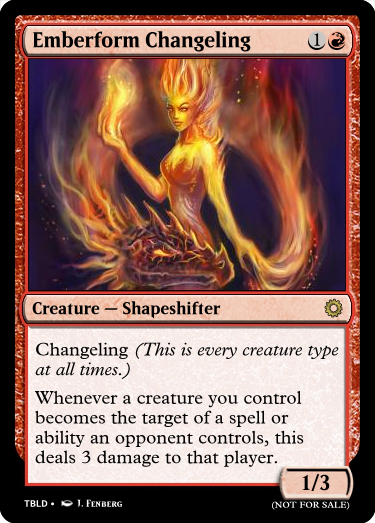 Emberform Changeling 1
Creature — Shapeshifter
Changeling (This is every creature type
at all times.)
Whenever a creature you control
becomes the target of a spell or
ability an opponent controls, this
deals 3 damage to that player.
1/3
TBLD • J. Fenberg
(NOT FOR SALE)